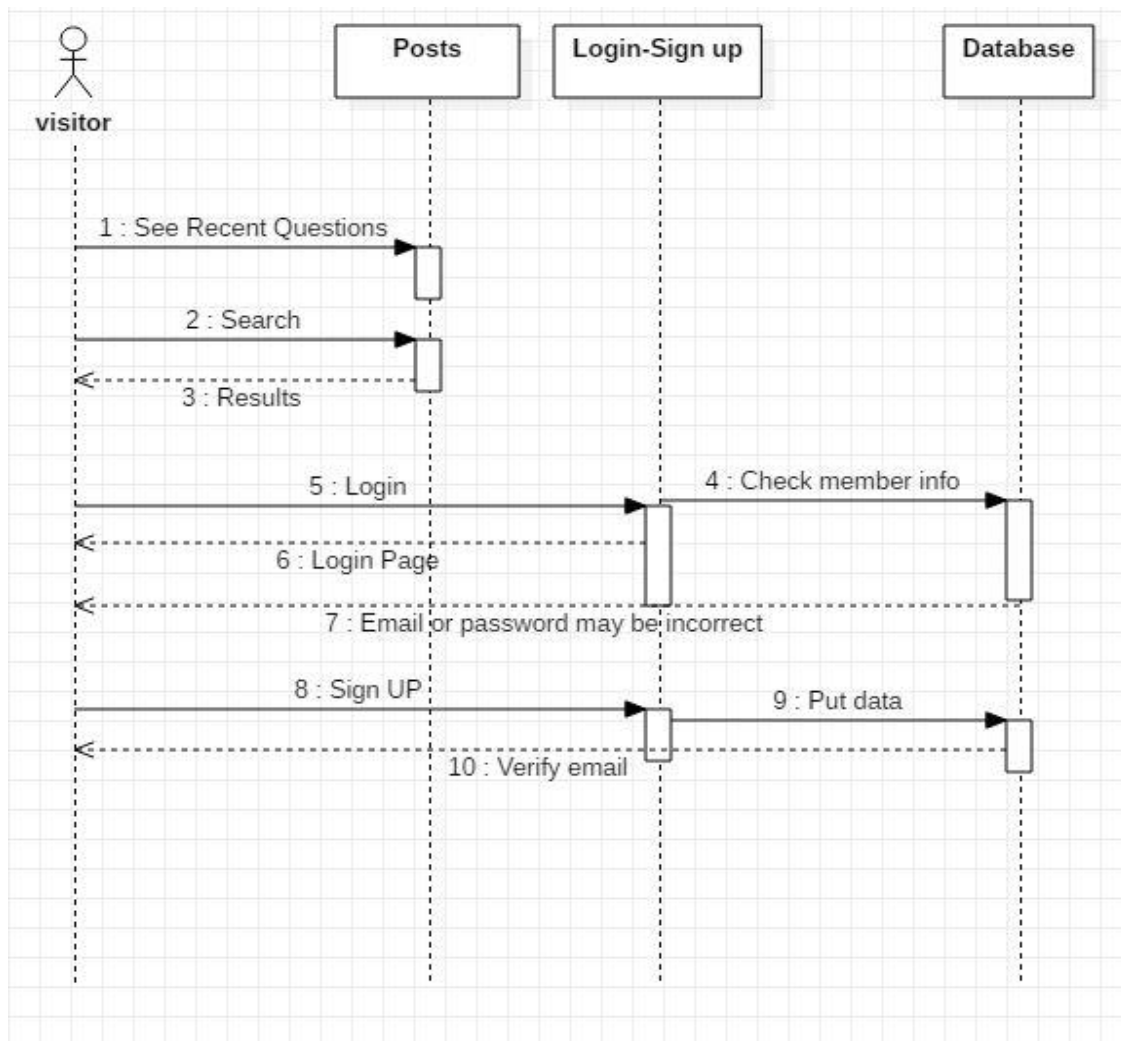 Posts
Login-Sign up
Database
visitor
1 : See Recent Questions
2 : Search
3 : Results
4 : Check member info
5 : Login
6 : Login Page
7 : Email or password may be incorrect
8 : Sign UP
9 : Put data
10 : Verify email